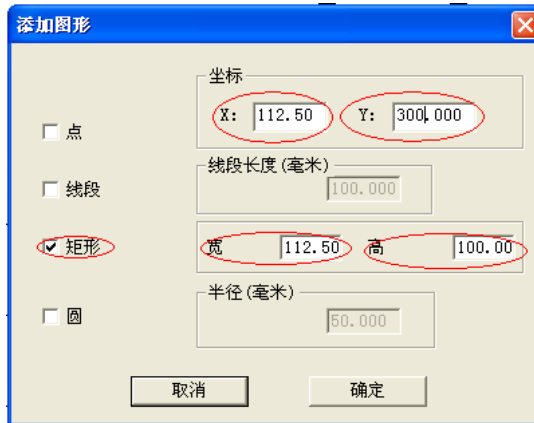 添加图形
坐标
X: 112.50 Y: 300.000
点
线段长度(毫米)
线段 100.000
矩形 宽 112.50 高 100.00
半径(毫米)
圆 50.000
取消 确定